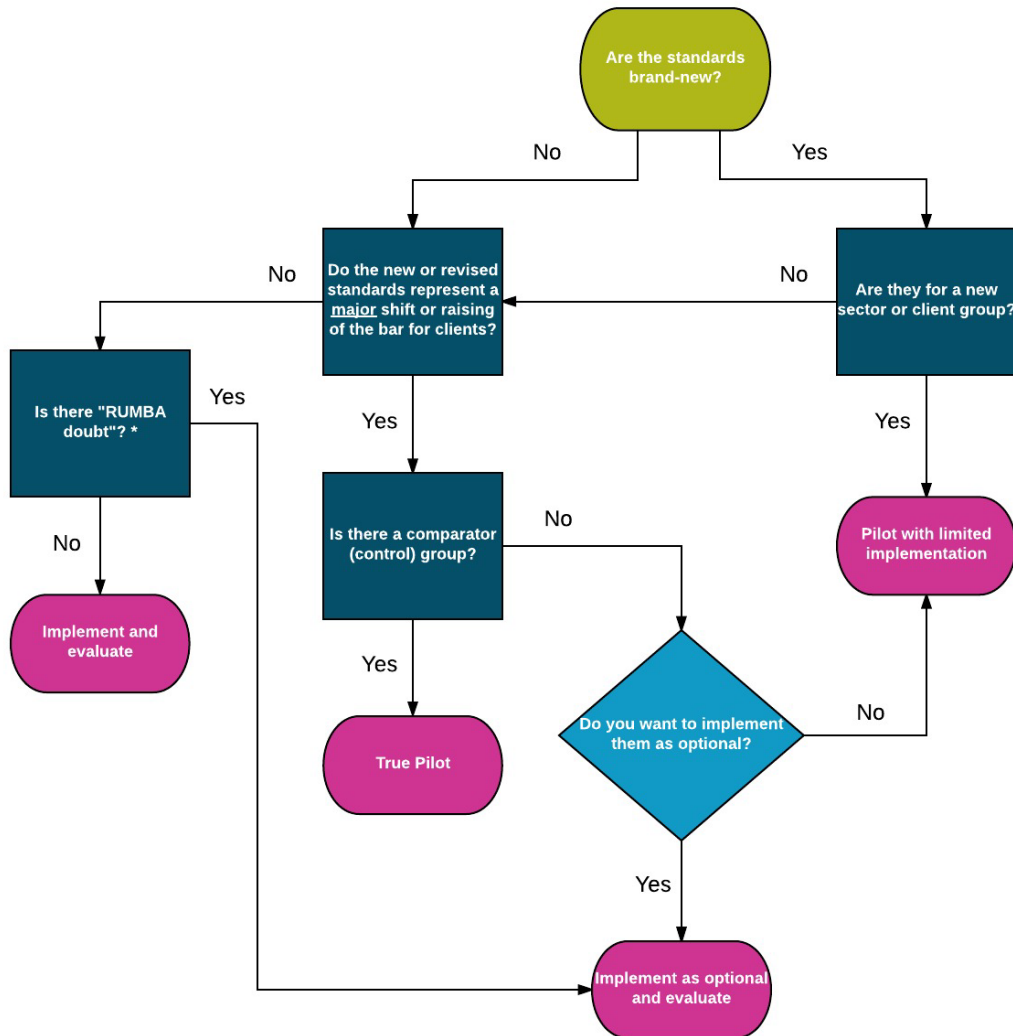 Are the standards
brand-new?
No
Yes
Do the new or revised
standards represent a
major shift or raising
of the bar for clients?
No
No
Are they for a new
sector or client group?
Is there "RUMBA
doubt"? *
Yes
Yes
Yes
No
Is there a comparator
(control) group?
No
Pilot with limited
implementation
Implement and
evaluate
Yes
Do you want to implement
them as optional?
No
True Pilot
Yes
Implement as optional
and evaluate